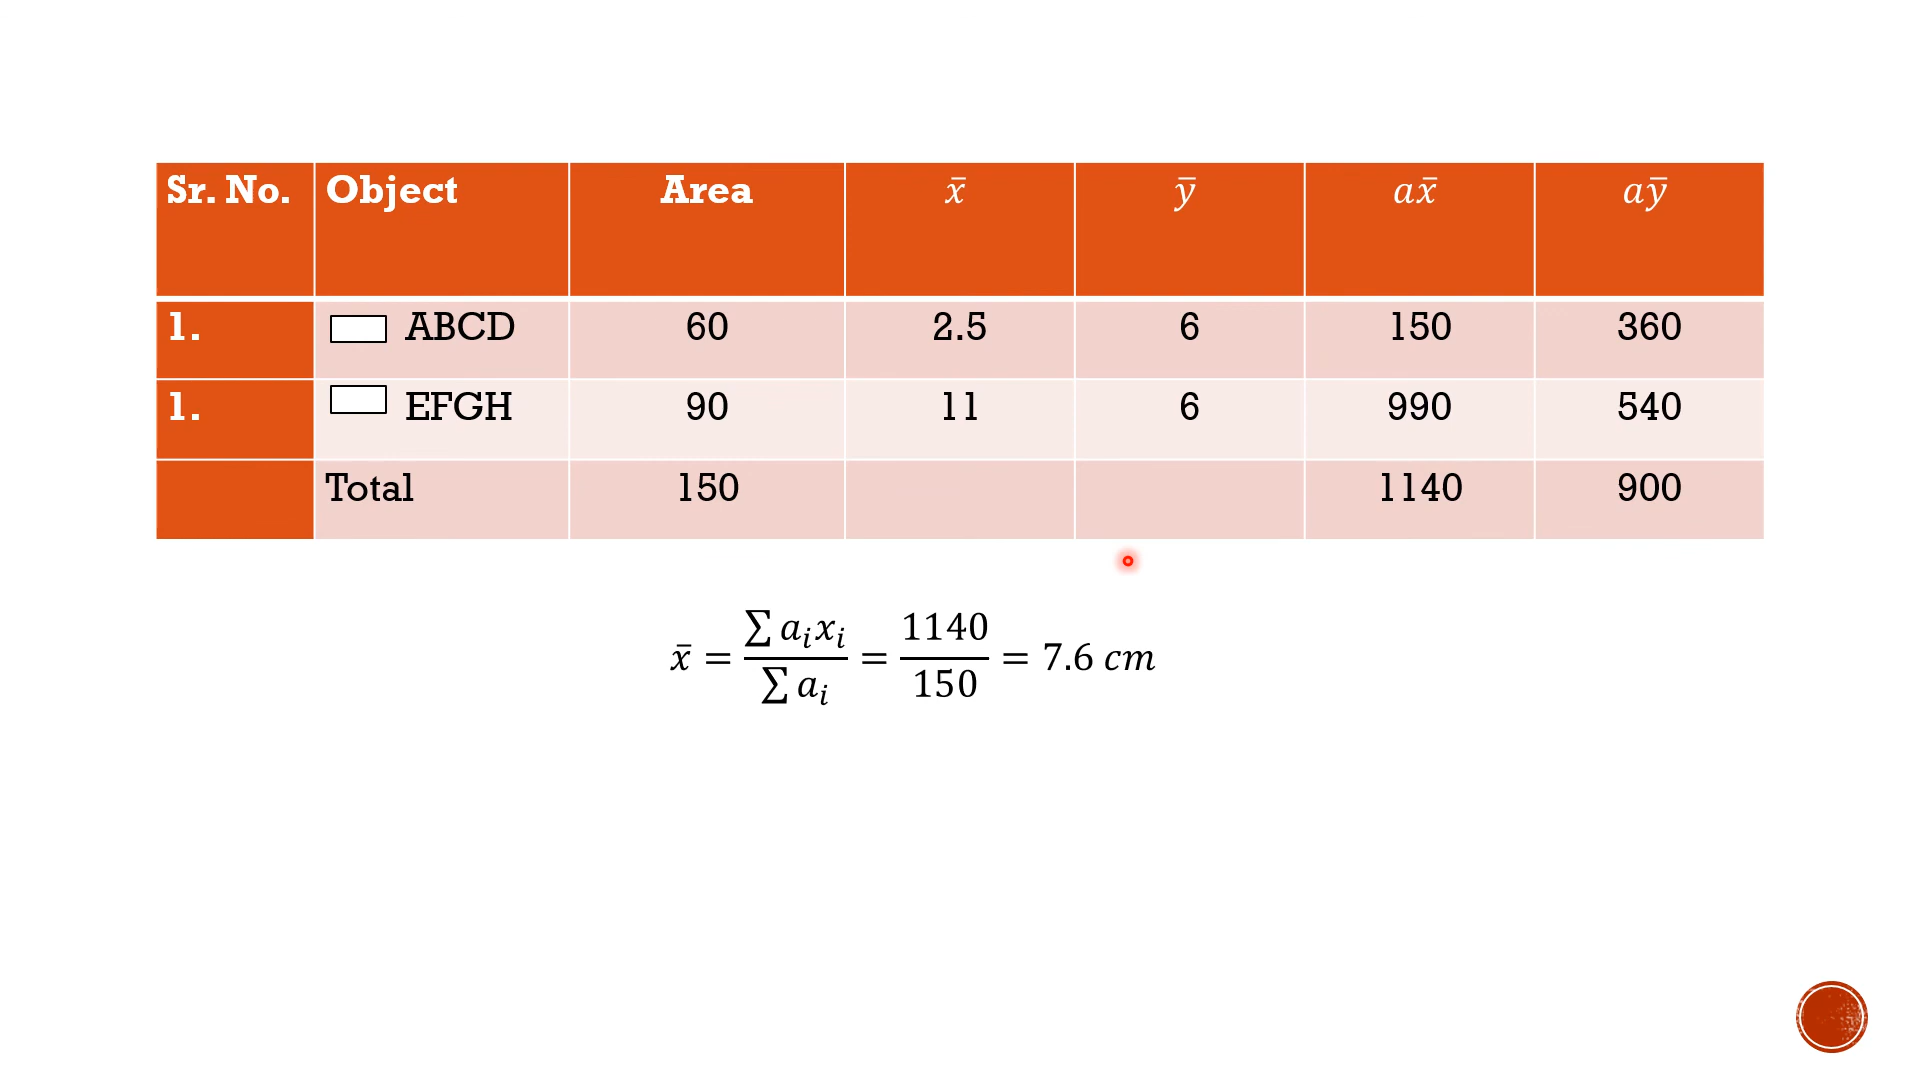 Sr. No. Object Area x̄ ȳ ax̄ aȳ
1. ABCD 60 2.5 6 150 360
1. EFGH 90 11 6 990 540
Total 150 1140 900
x̄ = ∑ aᵢxᵢ / ∑ aᵢ = 1140 / 150 = 7.6 cm